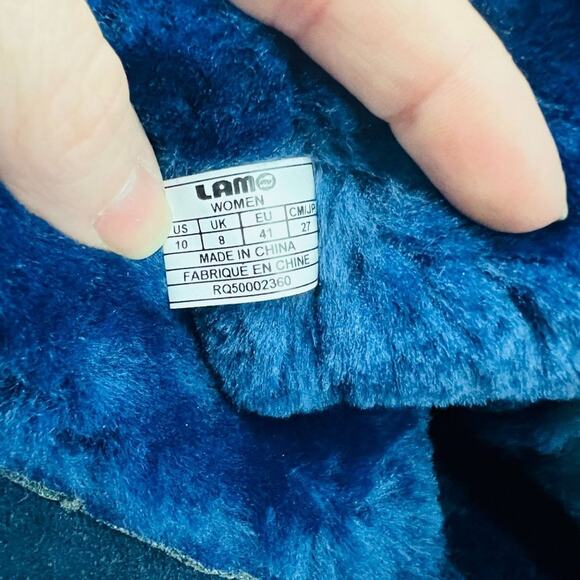 LAMO
WOMEN
US UK EU CM/JP
10 8 41 27
MADE IN CHINA
FABRIQUE EN CHINE
RQ50002360